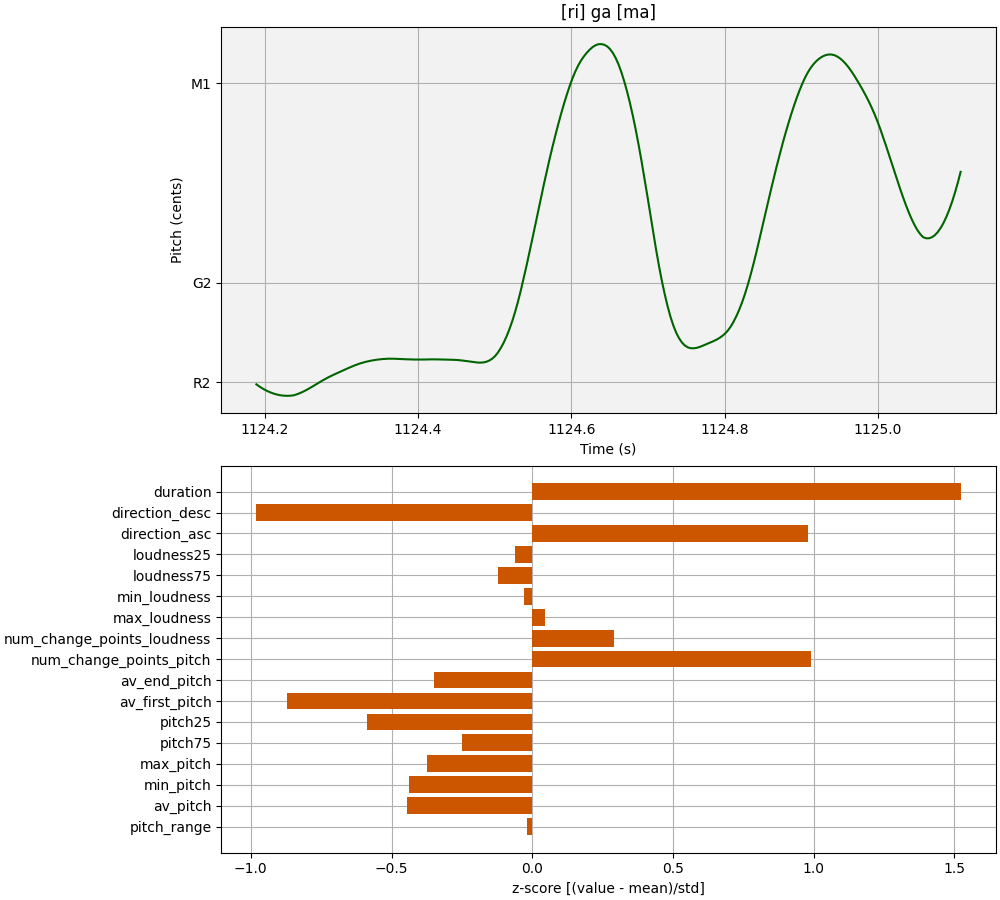 [ri] ga [ma]
M1
G2
R2
Pitch (cents)
1124.2 1124.4 1124.6 1124.8 1125.0
Time (s)
duration
direction_desc
direction_asc
loudness25
loudness75
min_loudness
max_loudness
num_change_points_loudness
num_change_points_pitch
av_end_pitch
av_first_pitch
pitch25
pitch75
max_pitch
min_pitch
av_pitch
pitch_range
−1.0 −0.5 0.0 0.5 1.0 1.5
z-score [(value - mean)/std]